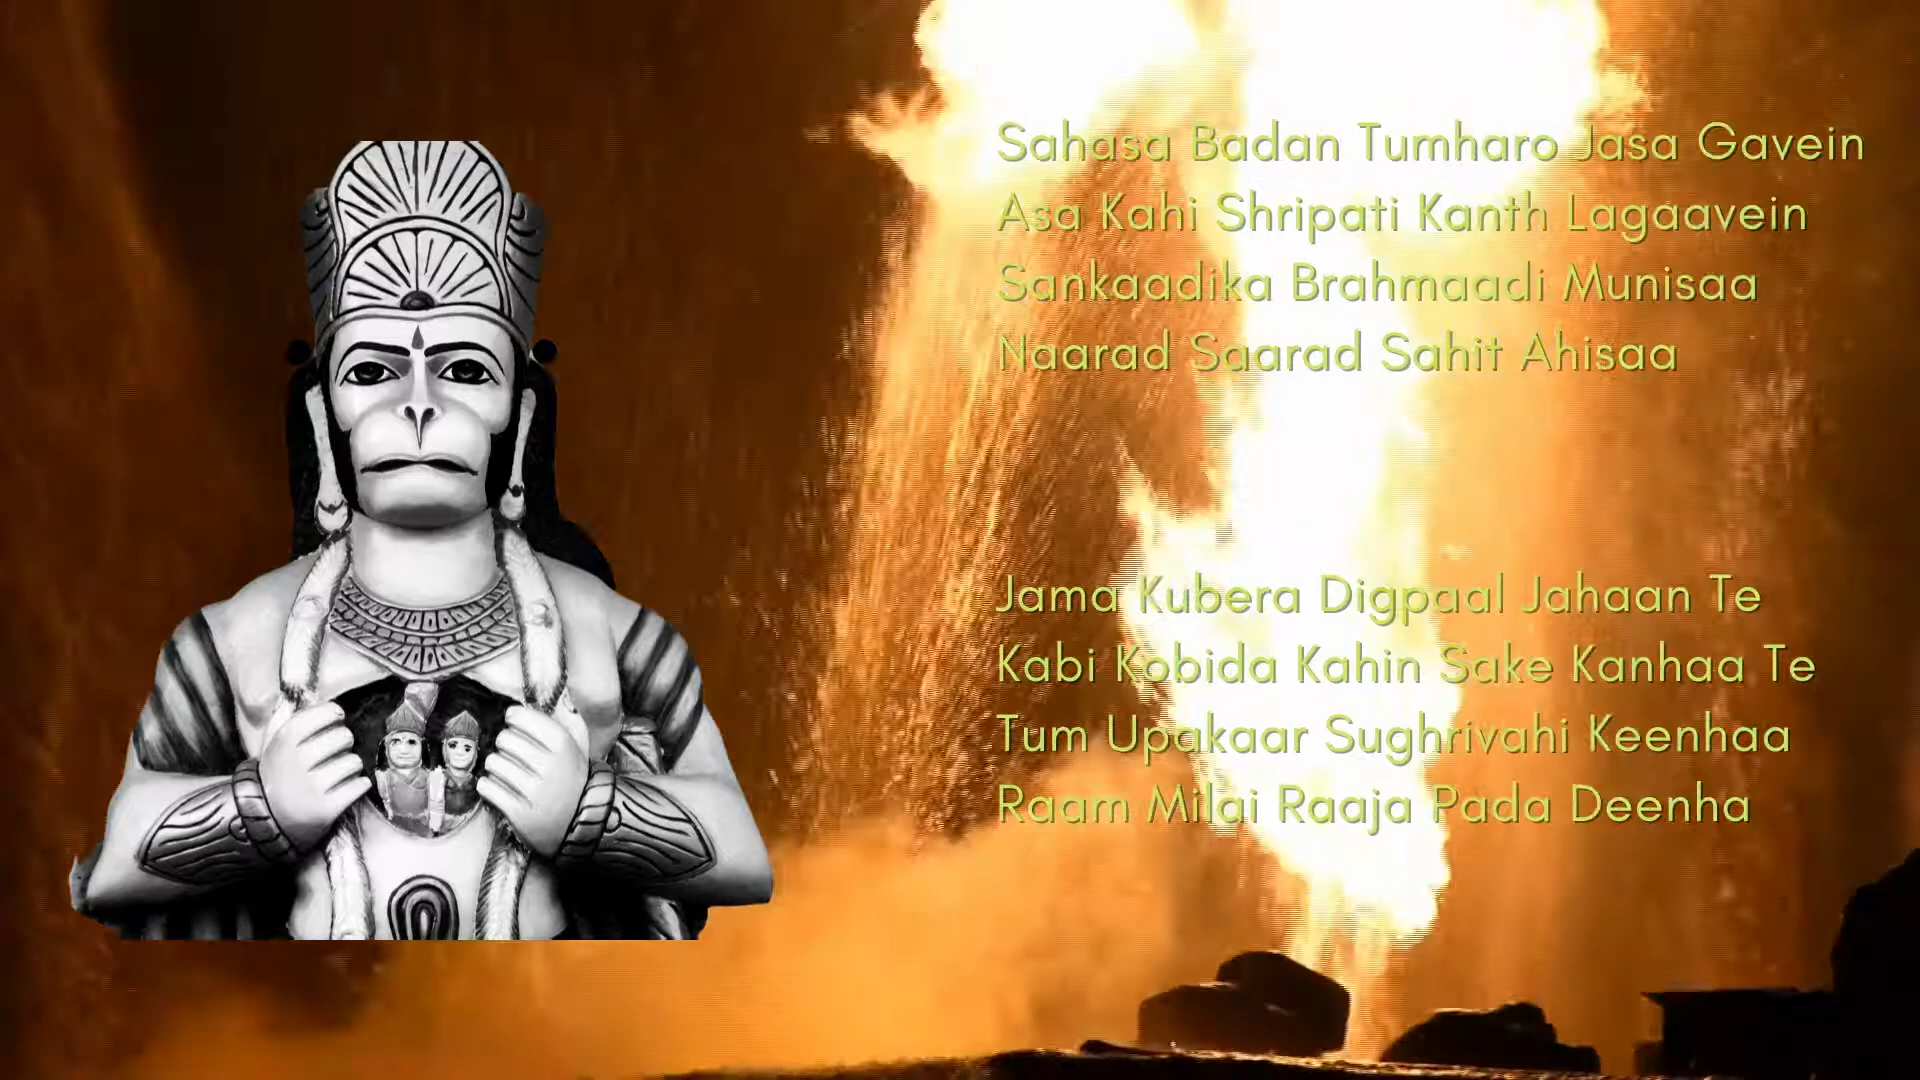 Sahasa Badan Tumharo Jasa Gavein
Asa Kahi Shripati Kanth Lagaavein
Sankaadika Brahmaadi Munisaa
Naarad Saarad Sahit Ahisaa
Jama Kubera Digpaal Jahaan Te
Kabi Kobida Kahin Sake Kanhaa Te
Tum Upakaar Sughrivahi Keenhaa
Raam Milai Raaja Pada Deenha